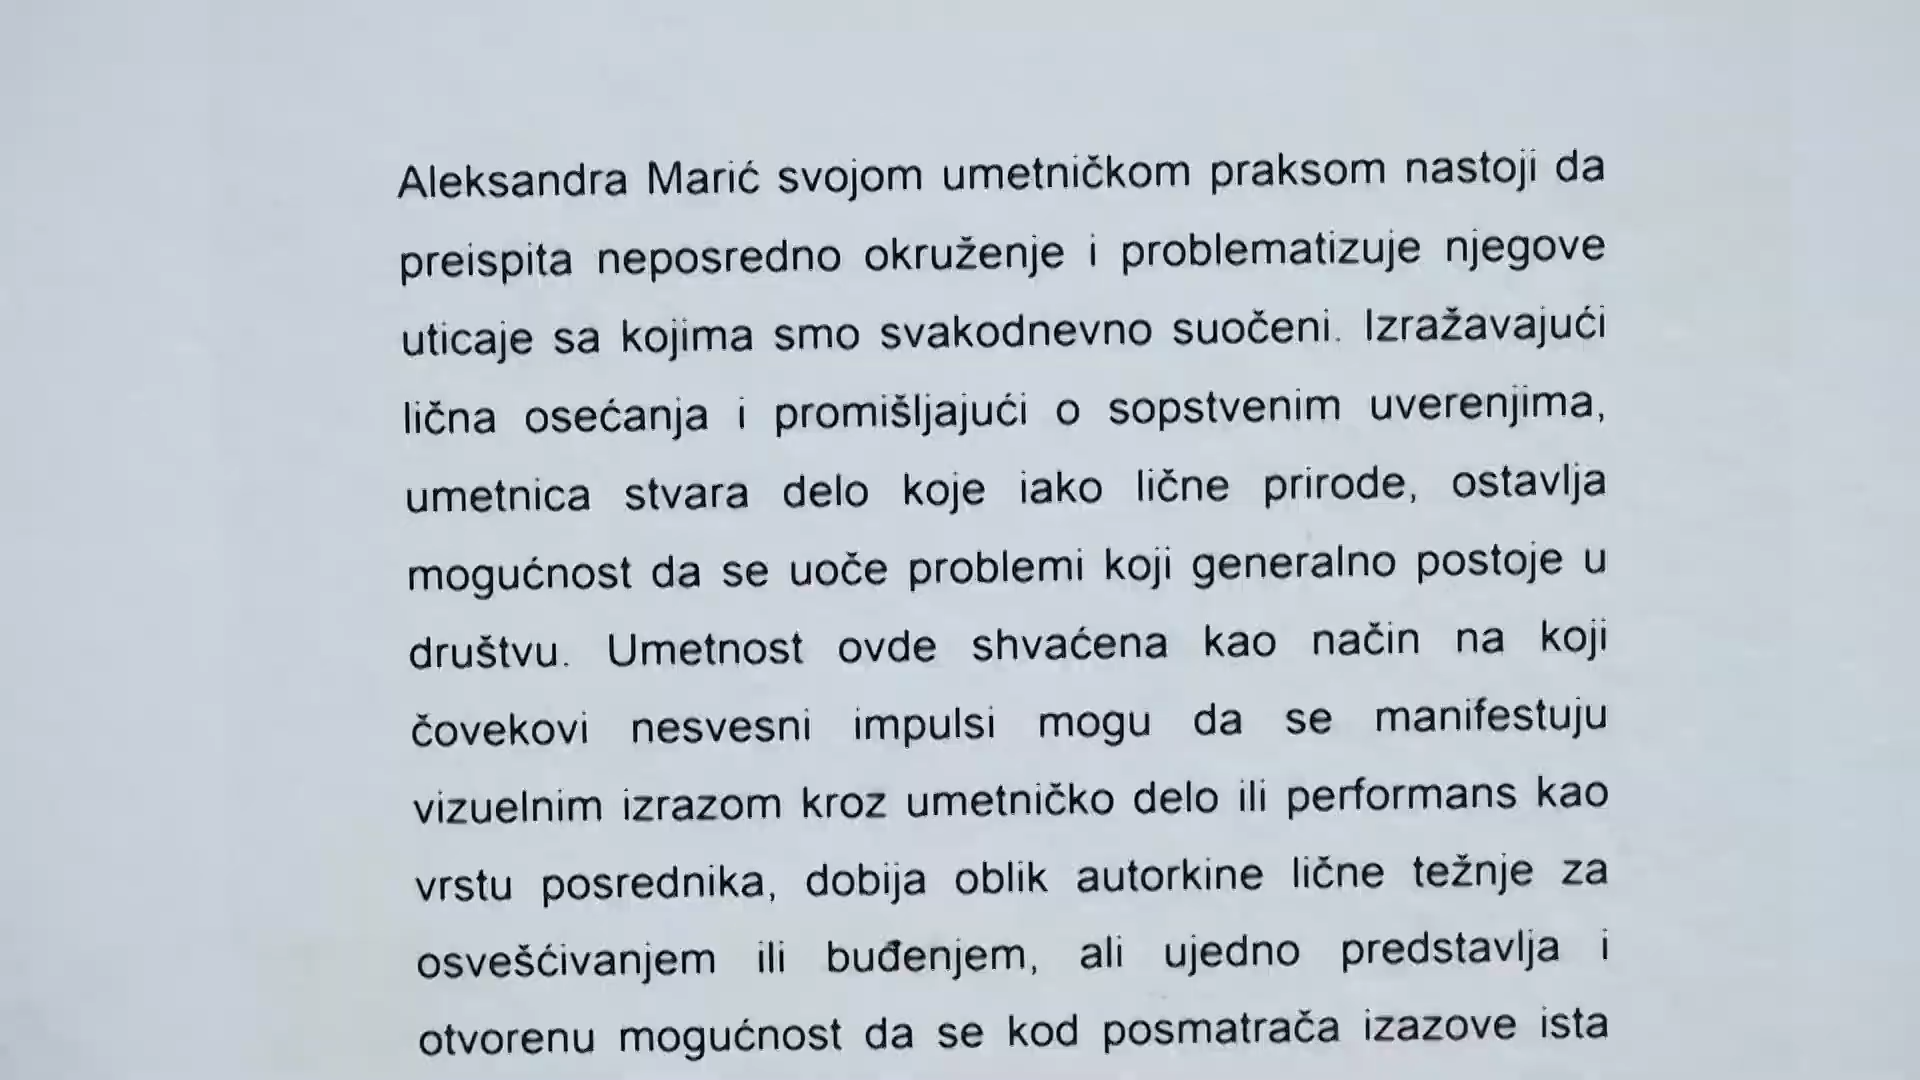 Aleksandra Marić svojom umetničkom praksom nastoji da
preispita neposredno okruženje i problematizuje njegove
uticaje sa kojima smo svakodnevno suočeni. Izražavajući
lična osećanja i promišljajući o sopstvenim uverenjima,
umetnica stvara delo koje iako lične prirode, ostavlja
mogućnost da se uoče problemi koji generalno postoje u
društvu. Umetnost ovde shvaćena kao način na koji
čovekovi nesvesni impulsi mogu da se manifestuju
vizuelnim izrazom kroz umetničko delo ili performans kao
vrstu posrednika, dobija oblik autorkine lične težnje za
osvešćivanjem ili buđenjem, ali ujedno predstavlja i
otvorenu mogućnost da se kod posmatrača izazove ista